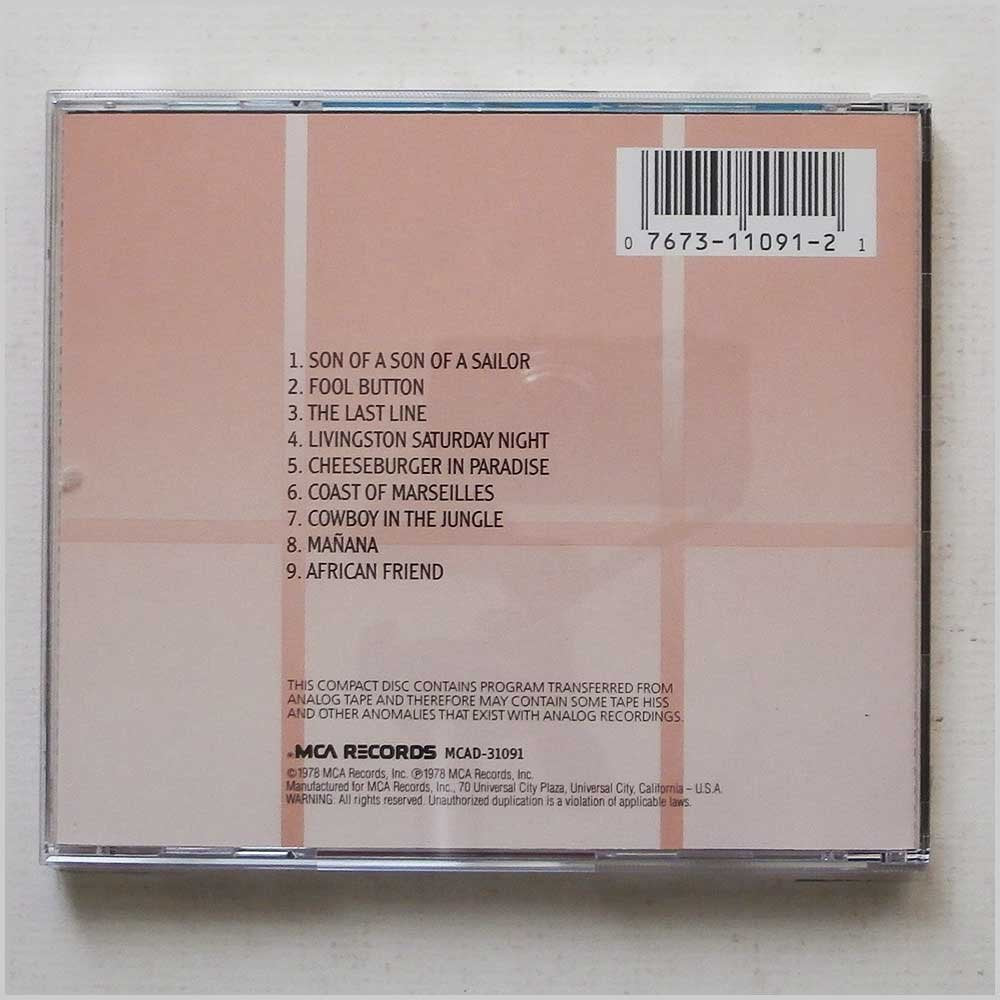 0 7673-11091-2 1
1. SON OF A SON OF A SAILOR
2. FOOL BUTTON
3. THE LAST LINE
4. LIVINGSTON SATURDAY NIGHT
5. CHEESEBURGER IN PARADISE
6. COAST OF MARSEILLES
7. COWBOY IN THE JUNGLE
8. MAÑANA
9. AFRICAN FRIEND
THIS COMPACT DISC CONTAINS PROGRAM TRANSFERRED FROM
ANALOG TAPE AND THEREFORE MAY CONTAIN SOME TAPE HISS
AND OTHER ANOMALIES THAT EXIST WITH ANALOG RECORDINGS.
MCA RECORDS MCAD-31091
©1978 MCA Records, Inc. ℗1978 MCA Records, Inc.
Manufactured for MCA Records, Inc., 70 Universal City Plaza, Universal City, California – U.S.A.
WARNING: All rights reserved. Unauthorized duplication is a violation of applicable laws.